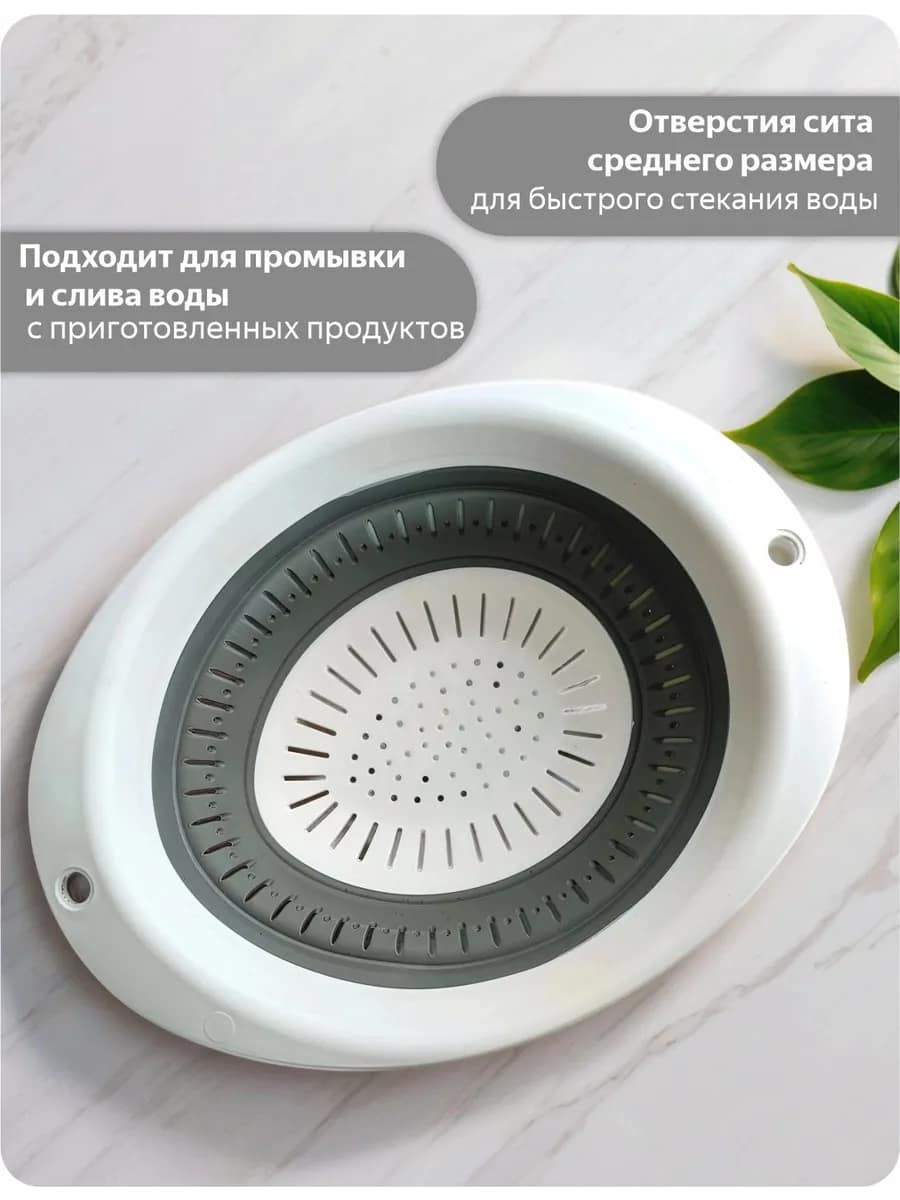 Отверстия сита
среднего размера
для быстрого стекания воды
Подходит для промывки
и слива воды
с приготовленных продуктов